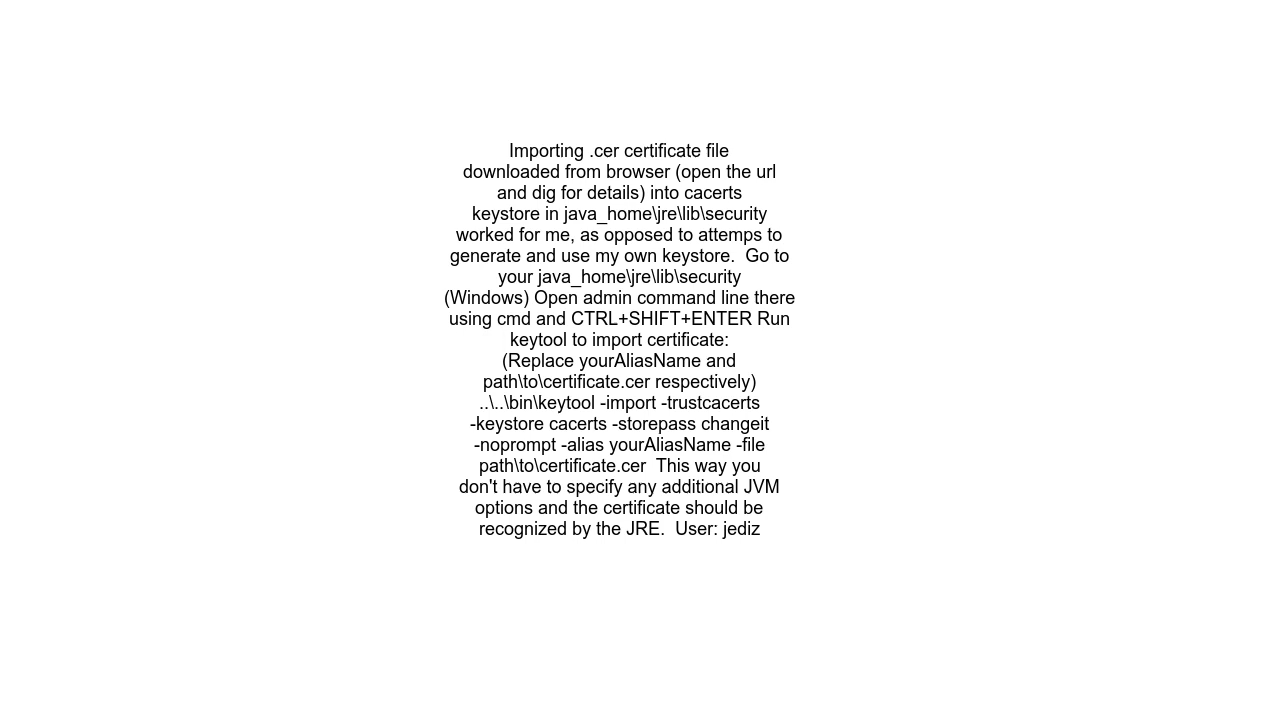 Importing .cer certificate file
downloaded from browser (open the url
and dig for details) into cacerts
keystore in java_home\jre\lib\security
worked for me, as opposed to attemps to
generate and use my own keystore.  Go to
your java_home\jre\lib\security
(Windows) Open admin command line there
using cmd and CTRL+SHIFT+ENTER Run
keytool to import certificate:
(Replace yourAliasName and
path\to\certificate.cer respectively)
..\..\bin\keytool -import -trustcacerts
-keystore cacerts -storepass changeit
-noprompt -alias yourAliasName -file
path\to\certificate.cer  This way you
don't have to specify any additional JVM
options and the certificate should be
recognized by the JRE.  User: jediz